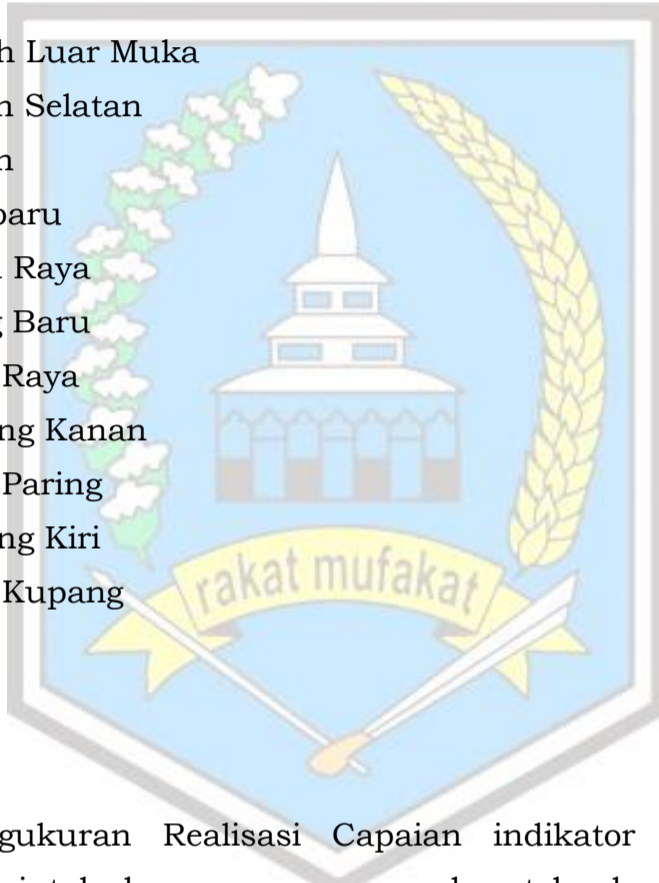 h Luar Muka
n Selatan
n
baru
Raya
g Baru
Raya
ng Kanan
Paring
ng Kiri
Kupang
rakat mufakat
gukuran Realisasi Capaian indikator